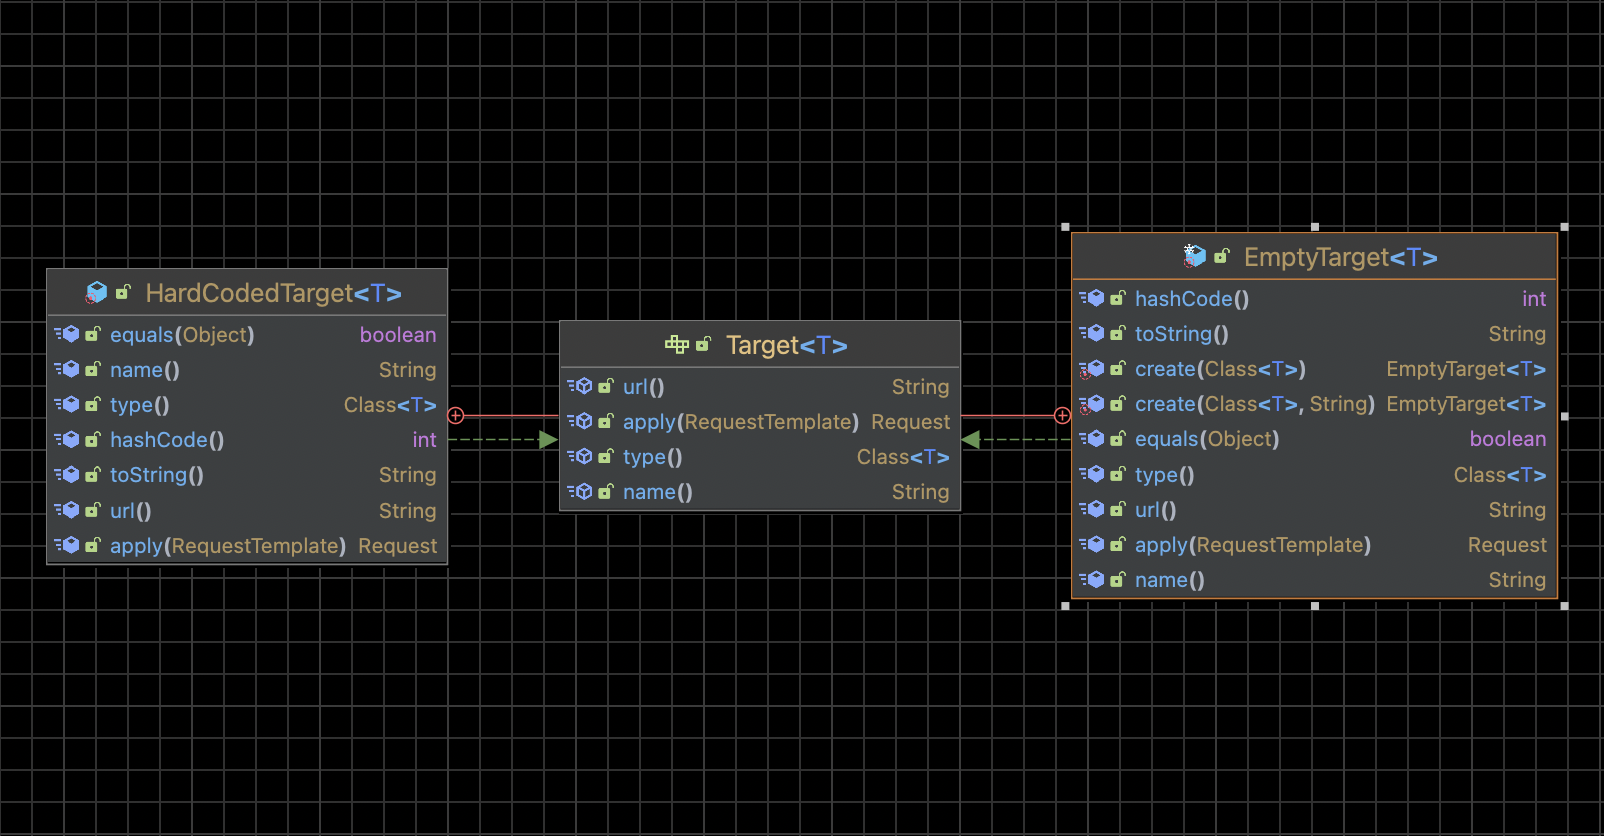 HardCodedTarget<T>
equals(Object) boolean
name() String
type() Class<T>
hashCode() int
toString() String
url() String
apply(RequestTemplate) Request
Target<T>
url() String
apply(RequestTemplate) Request
type() Class<T>
name() String
EmptyTarget<T>
hashCode() int
toString() String
create(Class<T>) EmptyTarget<T>
create(Class<T>, String) EmptyTarget<T>
equals(Object) boolean
type() Class<T>
url() String
apply(RequestTemplate) Request
name() String